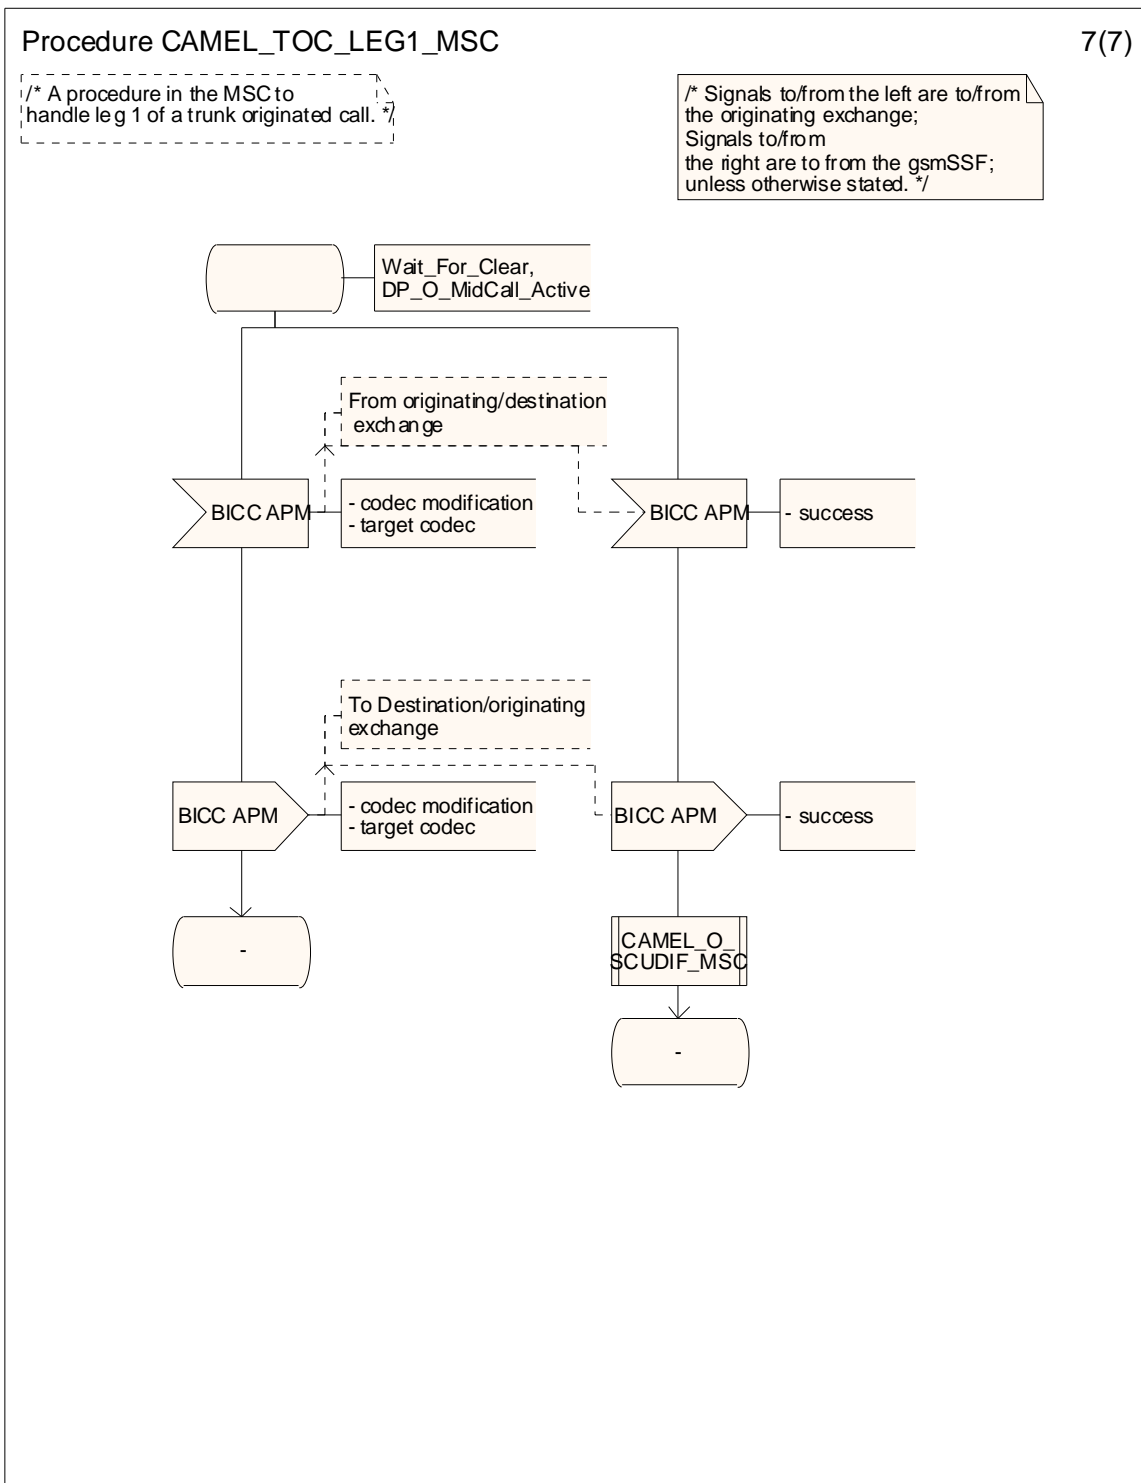 Procedure CAMEL_TOC_LEG1_MSC
7(7)
/* A procedure in the MSC to
handle leg 1 of a trunk originated call. */
/* Signals to/from the left are to/from
the originating exchange;
Signals to/from
the right are to from the gsmSSF;
unless otherwise stated. */
Wait_For_Clear,
DP_O_MidCall_Active
From originating/destination
exchange
BICC APM
- codec modification
- target codec
BICC APM
- success
To Destination/originating
exchange
BICC APM
- codec modification
- target codec
BICC APM
- success
-
CAMEL_O_
SCUDIF_MSC
-